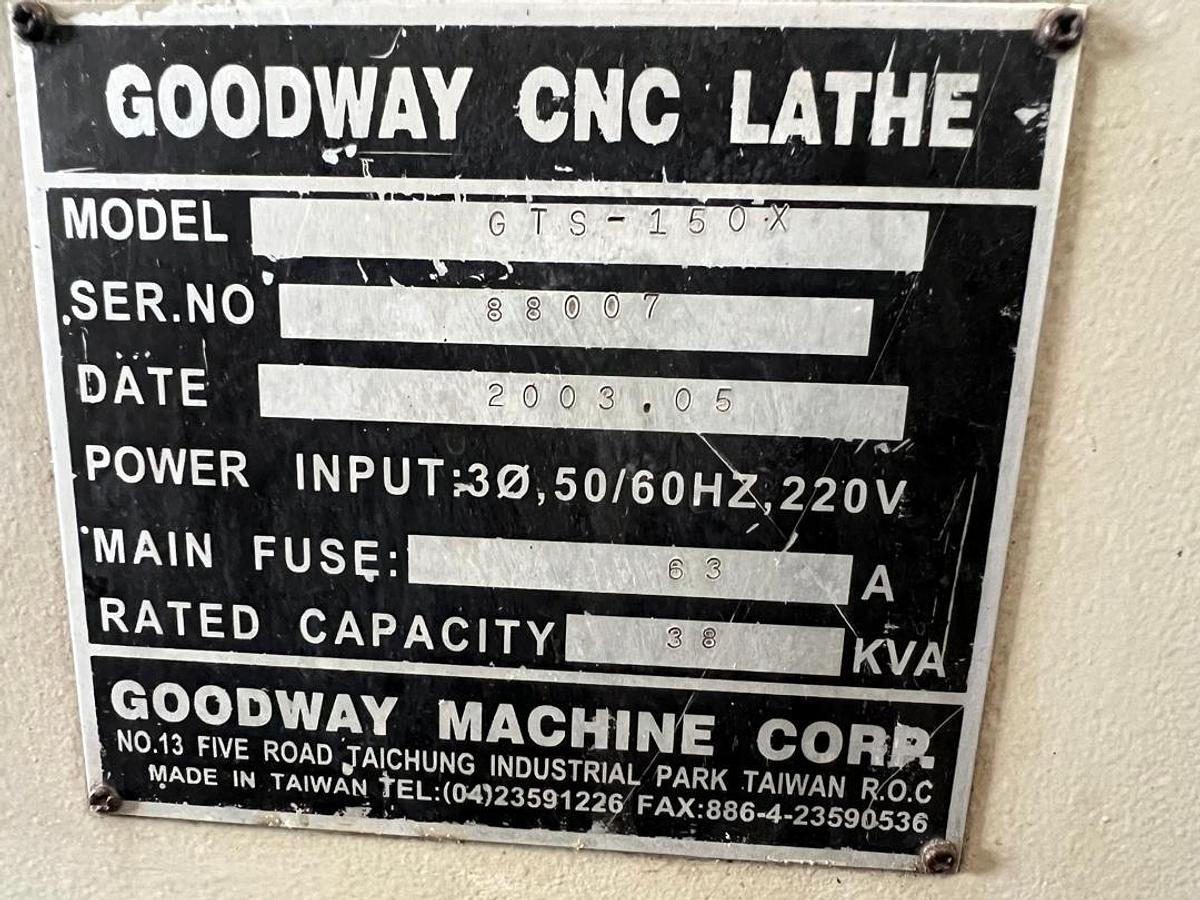 GOODWAY CNC LATHE
MODEL GTS-150X
SER.NO 88007
DATE 2003.05
POWER INPUT:3Ø,50/60HZ,220V
MAIN FUSE: 63 A
RATED CAPACITY 38 KVA
GOODWAY MACHINE CORP.
NO.13 FIVE ROAD TAICHUNG INDUSTRIAL PARK TAIWAN R.O.C
MADE IN TAIWAN TEL:(04)23591226 FAX:886-4-23590536